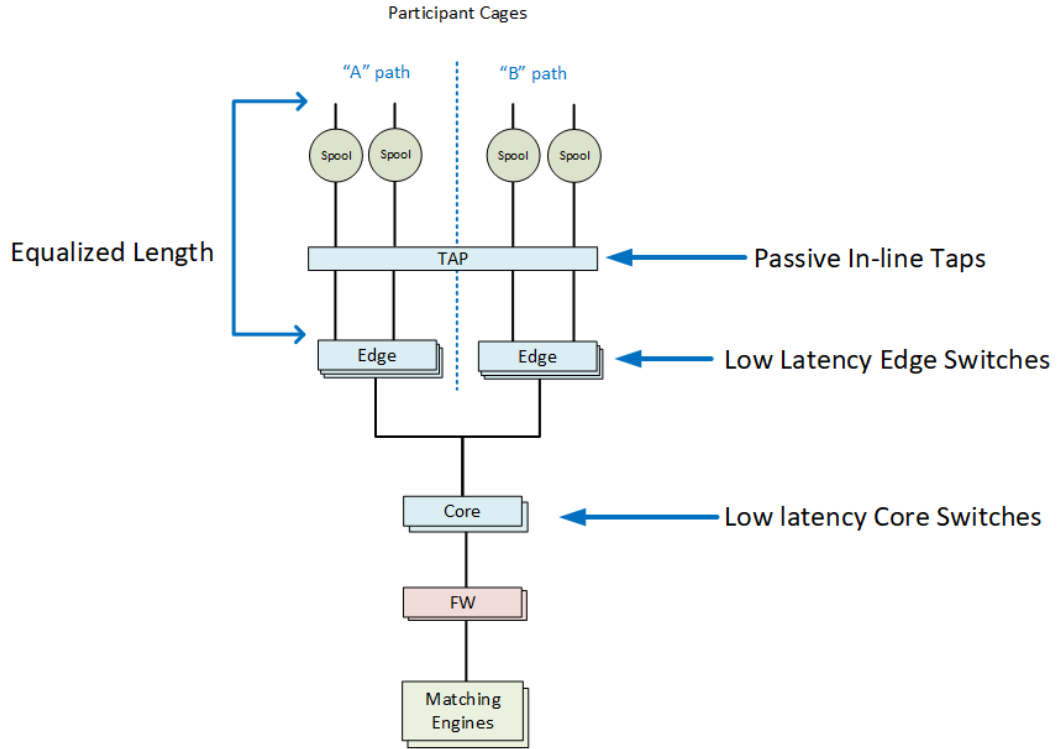 Participant Cages
“A” path
“B” path
Spool
Spool
Spool
Spool
Equalized Length
TAP
Passive In-line Taps
Edge
Edge
Low Latency Edge Switches
Core
Low latency Core Switches
FW
Matching
Engines